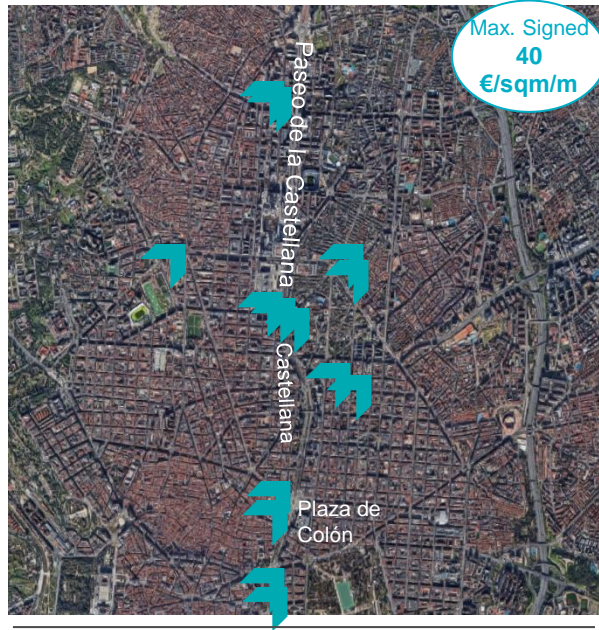 Max. Signed
40
€/sqm/m
Paseo de la Castellana
Castellana
Plaza de
Colón